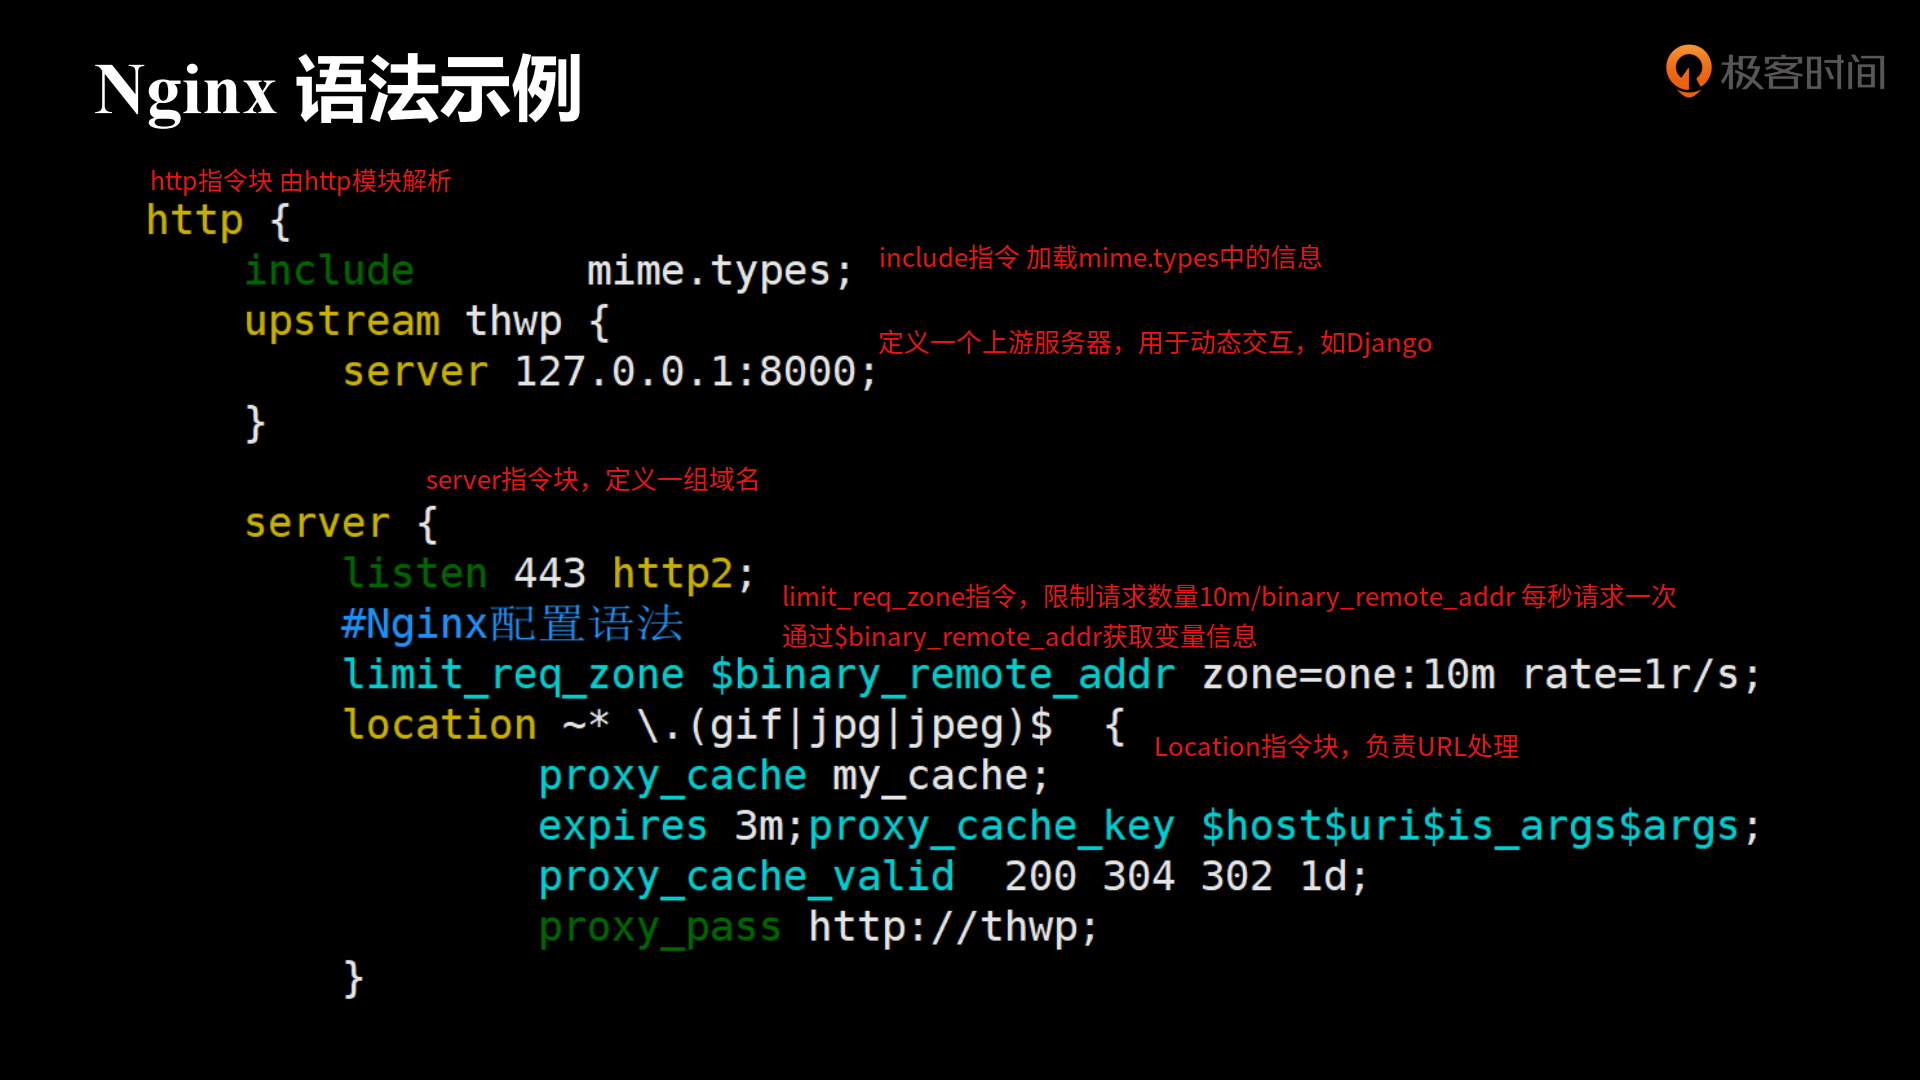 Nginx 语法示例
极客时间
http指令块 由http模块解析
http {
include mime.types;
include指令 加载mime.types中的信息
upstream thwp {
定义一个上游服务器，用于动态交互，如Django
server 127.0.0.1:8000;
}
server指令块，定义一组域名
server {
listen 443 http2;
limit_req_zone指令，限制请求数量10m/binary_remote_addr 每秒请求一次
#Nginx配置语法
通过$binary_remote_addr获取变量信息
limit_req_zone $binary_remote_addr zone=one:10m rate=1r/s;
location ~* \.(gif|jpg|jpeg)$ {
Location指令块，负责URL处理
proxy_cache my_cache;
expires 3m;proxy_cache_key $host$uri$is_args$args;
proxy_cache_valid 200 304 302 1d;
proxy_pass http://thwp;
}